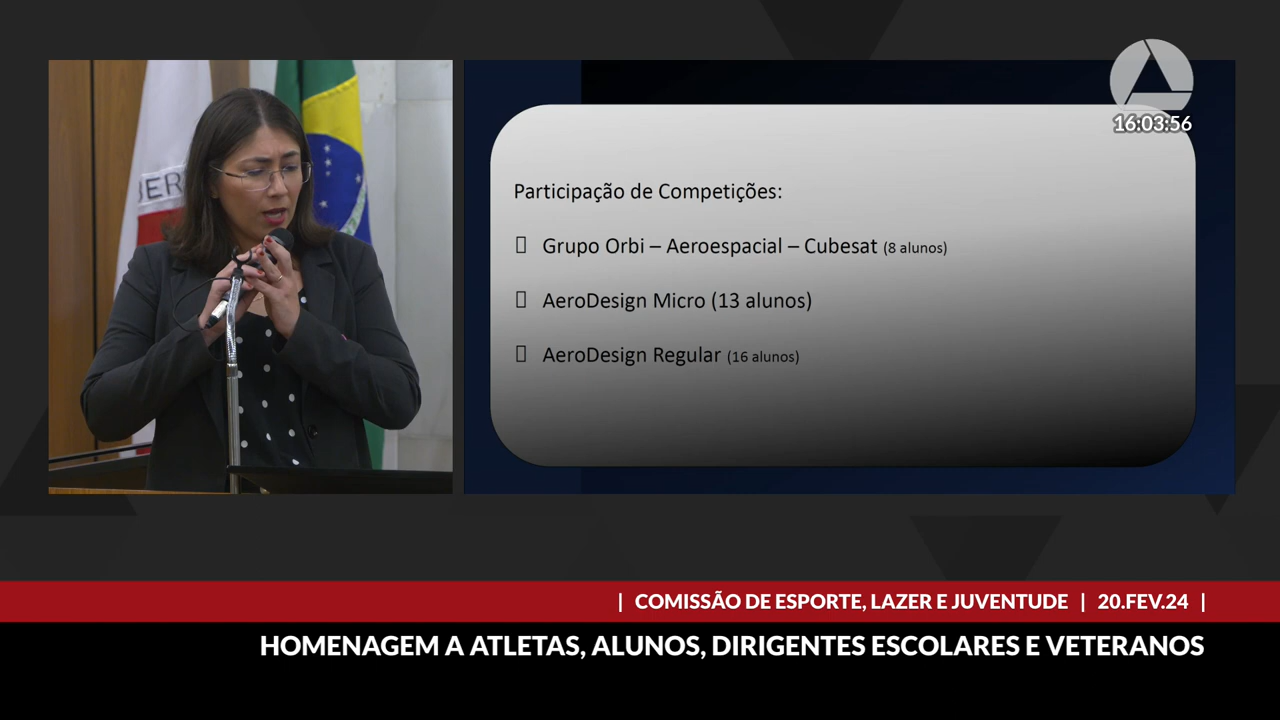 16:03:56
BER
Participação de Competições:
Grupo Orbi – Aeroespacial – Cubesat (8 alunos)
AeroDesign Micro (13 alunos)
AeroDesign Regular (16 alunos)
| COMISSÃO DE ESPORTE, LAZER E JUVENTUDE | 20.FEV.24 |
HOMENAGEM A ATLETAS, ALUNOS, DIRIGENTES ESCOLARES E VETERANOS